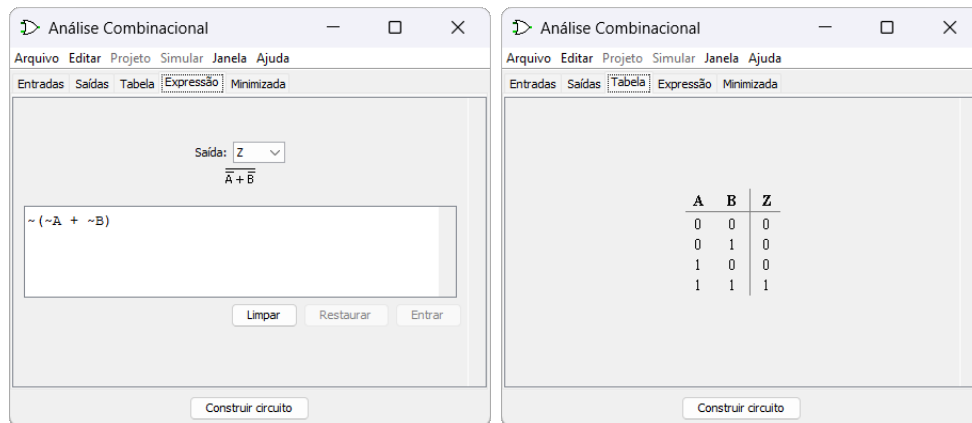 Análise Combinacional
Arquivo Editar Projeto Simular Janela Ajuda
Entradas Saídas Tabela Expressão Minimizada
Saída: Z
A̅ + B̅
~(~A + ~B)
Limpar Restaurar Entrar
Construir circuito
Análise Combinacional
Arquivo Editar Projeto Simular Janela Ajuda
Entradas Saídas Tabela Expressão Minimizada
A B Z
0 0 0
0 1 0
1 0 0
1 1 1
Construir circuito